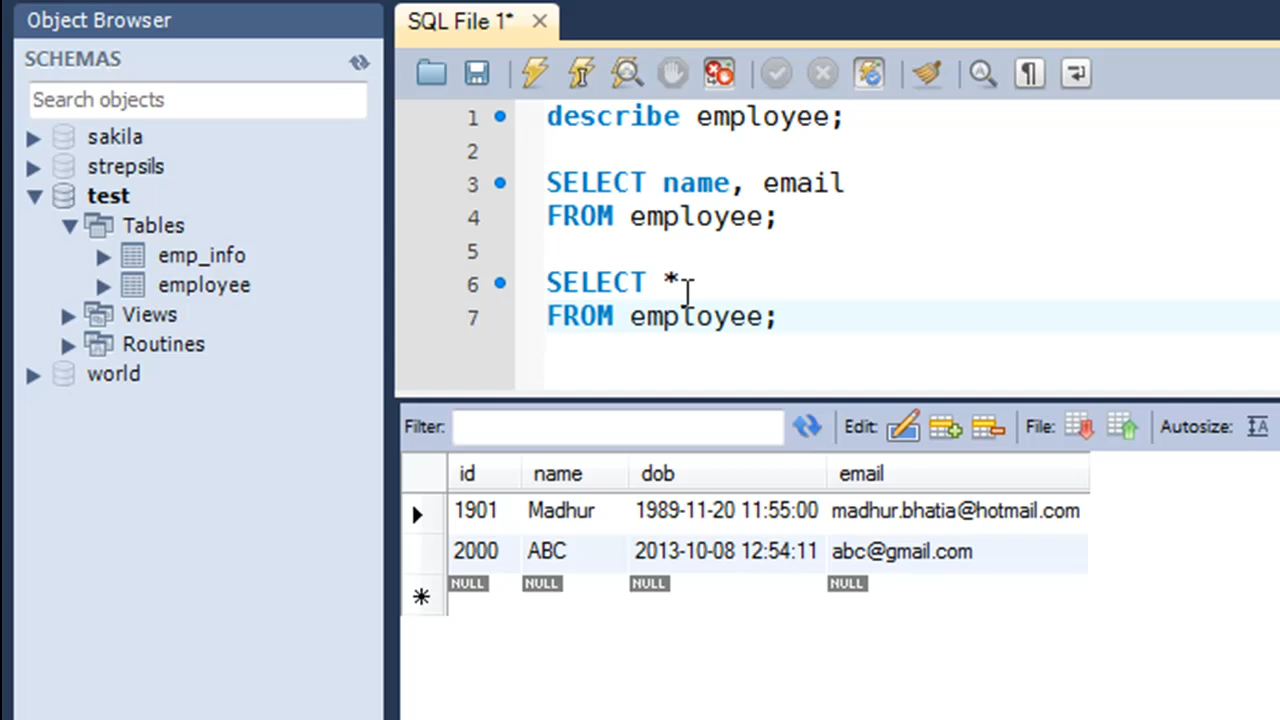 Object Browser
SCHEMAS
Search objects
sakila
strepsils
test
Tables
emp_info
employee
Views
Routines
world
SQL File 1*
1 describe employee;
2
3 SELECT name, email
4 FROM employee;
5
6 SELECT *
7 FROM employee;
Filter: Edit: File: Autosize:
id name dob email
1901 Madhur 1989-11-20 11:55:00 madhur.bhatia@hotmail.com
2000 ABC 2013-10-08 12:54:11 abc@gmail.com
NULL NULL NULL NULL